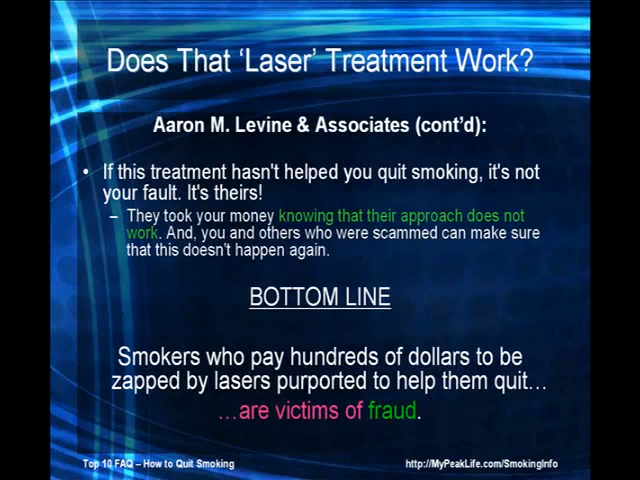 Does That ‘Laser’ Treatment Work?
Aaron M. Levine & Associates (cont’d):
• If this treatment hasn't helped you quit smoking, it's not
your fault. It's theirs!
– They took your money knowing that their approach does not
work. And, you and others who were scammed can make sure
that this doesn't happen again.
BOTTOM LINE
Smokers who pay hundreds of dollars to be
zapped by lasers purported to help them quit…
…are victims of fraud.
Top 10 FAQ – How to Quit Smoking
http://MyPeakLife.com/SmokingInfo